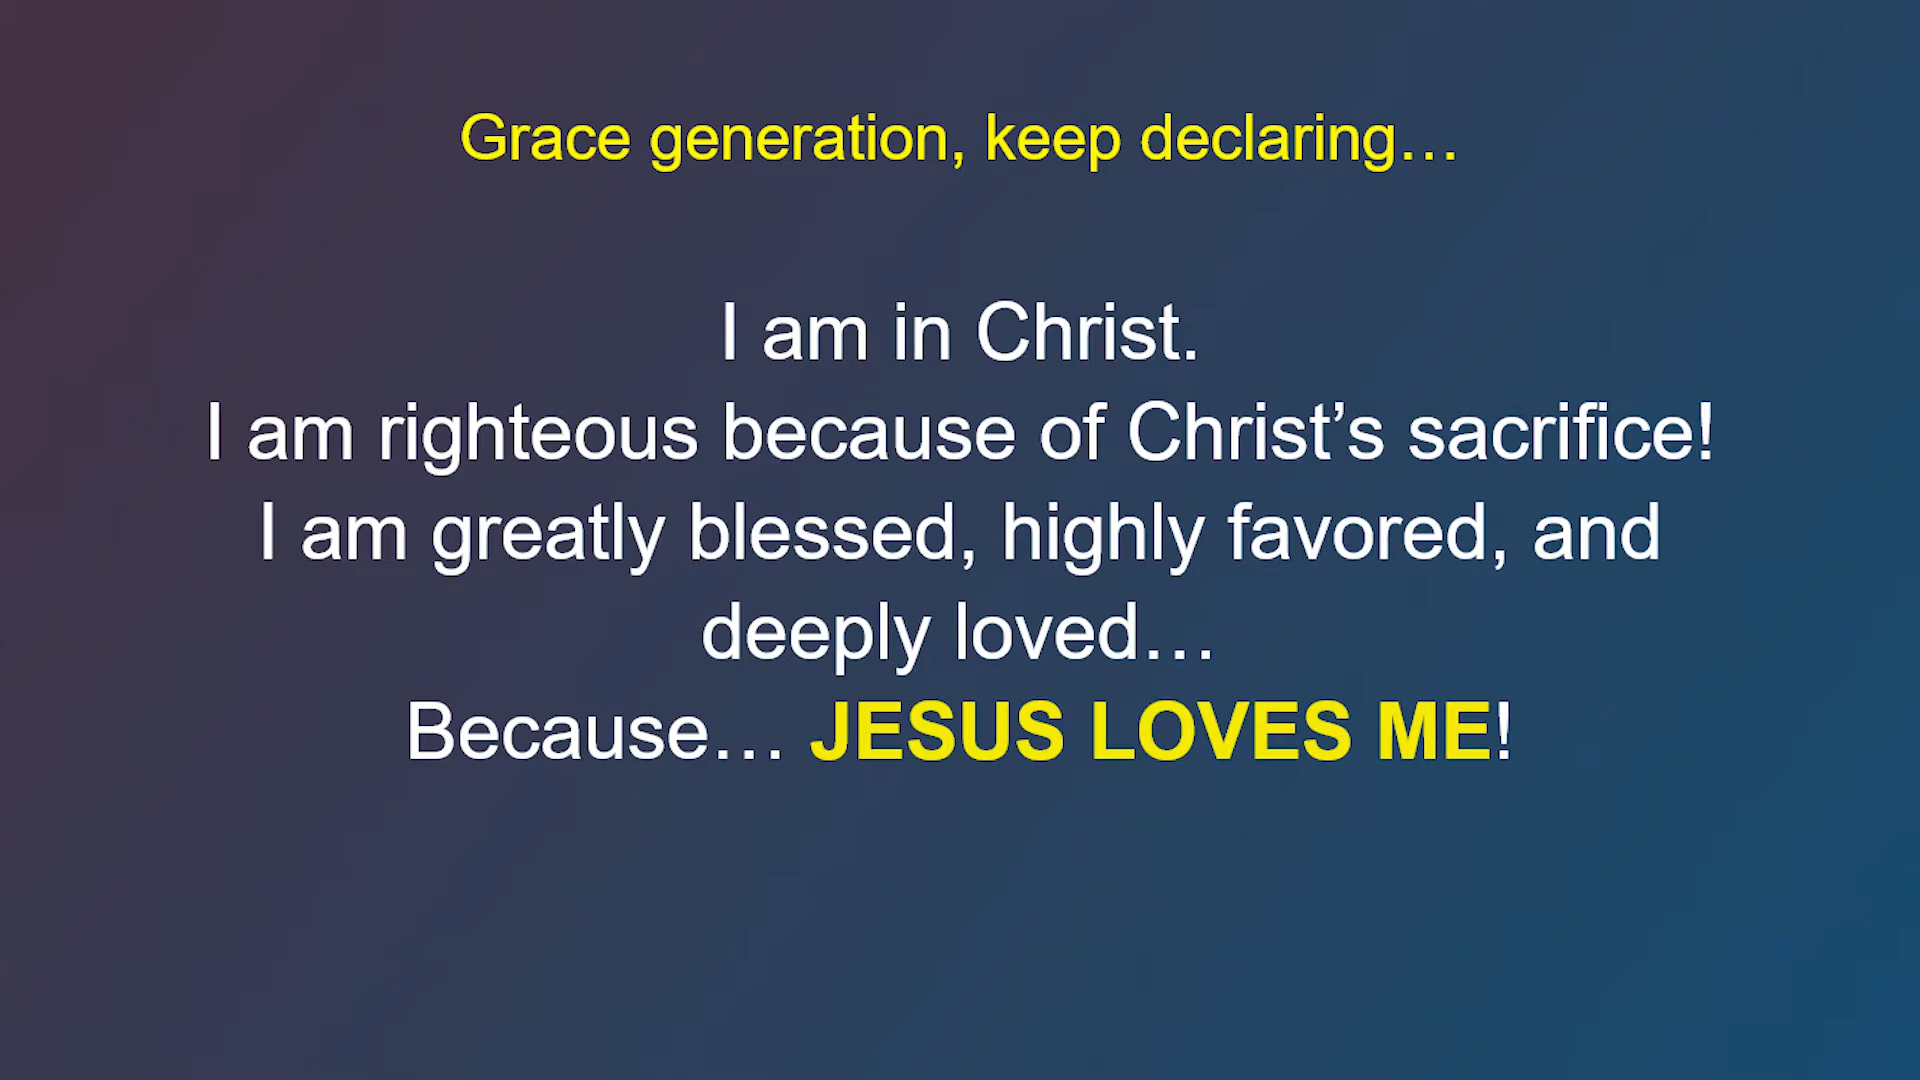 Grace generation, keep declaring…
I am in Christ.
I am righteous because of Christ’s sacrifice!
I am greatly blessed, highly favored, and
deeply loved…
Because… JESUS LOVES ME!